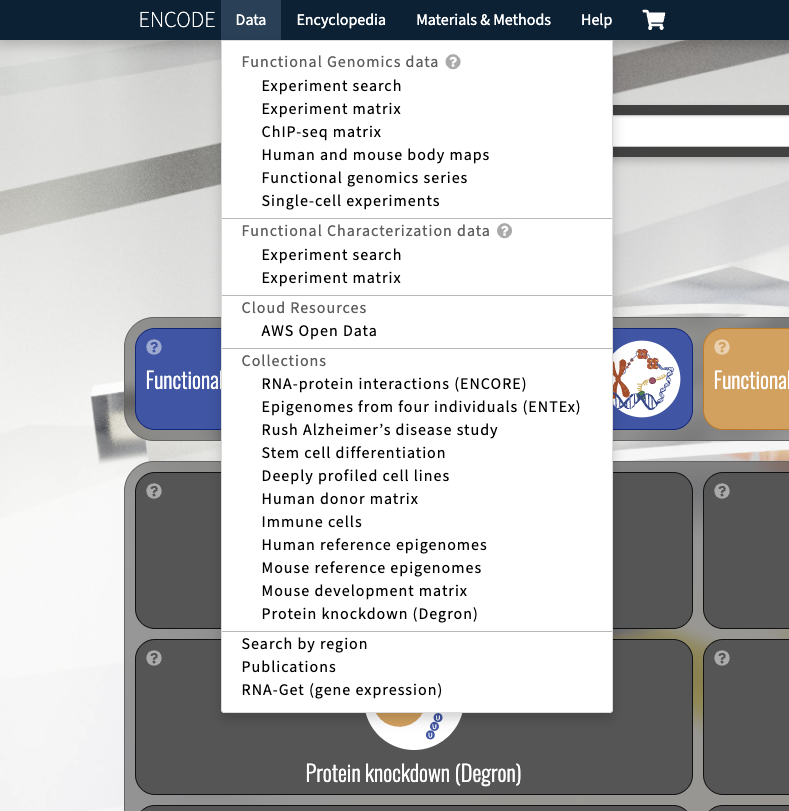 ENCODE Data Encyclopedia Materials & Methods Help
Functional Genomics data ?
Experiment search
Experiment matrix
ChIP-seq matrix
Human and mouse body maps
Functional genomics series
Single-cell experiments
Functional Characterization data ?
Experiment search
Experiment matrix
Cloud Resources
AWS Open Data
Collections
RNA-protein interactions (ENCORE)
Epigenomes from four individuals (ENTEx)
Rush Alzheimer’s disease study
Stem cell differentiation
Deeply profiled cell lines
Human donor matrix
Immune cells
Human reference epigenomes
Mouse reference epigenomes
Mouse development matrix
Protein knockdown (Degron)
Search by region
Publications
RNA-Get (gene expression)
? ?
Functional Functional
? ?
? ?
U
U
U
Protein knockdown (Degron)